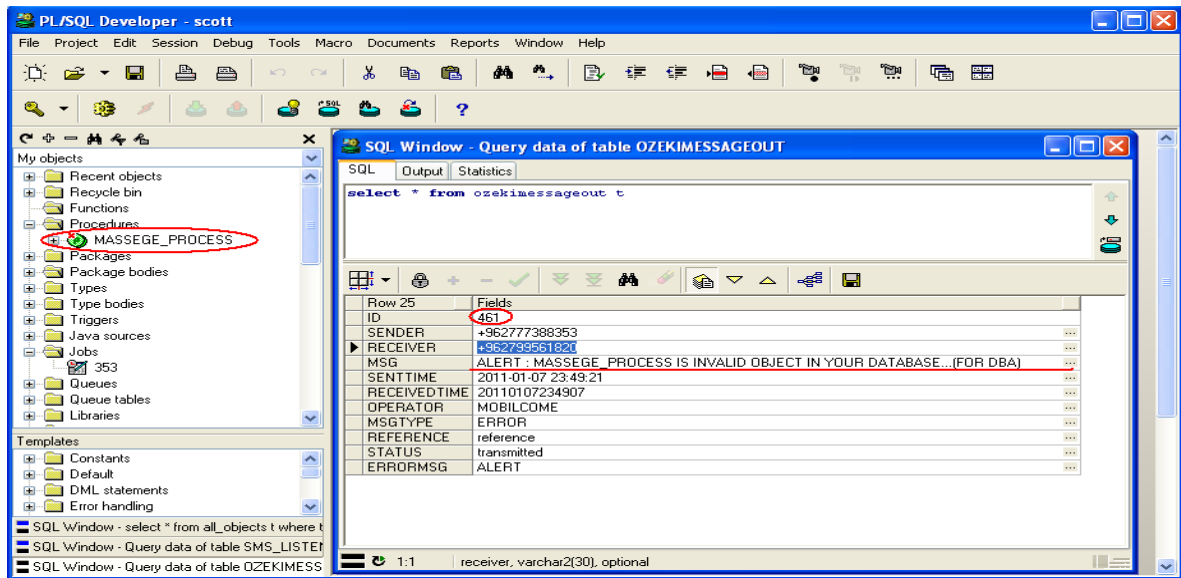 PL/SQL Developer - scott
File Project Edit Session Debug Tools Macro Documents Reports Window Help
SQL
?
My objects
Recent objects
Recycle bin
Functions
Procedures
MASSEGE_PROCESS
Packages
Package bodies
Types
Type bodies
Triggers
Java sources
Jobs
353
Queues
Queue tables
Libraries
Templates
Constants
Default
DML statements
Error handling
SQL Window - select * from all_objects t where t
SQL Window - Query data of table SMS_LISTEN
SQL Window - Query data of table OZEKIMESS
SQL Window - Query data of table OZEKIMESSAGEOUT
SQL Output Statistics
select * from ozekimessageout t
Row 25 Fields
ID 461
SENDER +962777388353
RECEIVER +962799561820
MSG ALERT : MASSEGE_PROCESS IS INVALID OBJECT IN YOUR DATABASE...(FOR DBA)
SENTTIME 2011-01-07 23:49:21
RECEIVEDTIME 20110107234907
OPERATOR MOBILCOME
MSGTYPE ERROR
REFERENCE reference
STATUS transmitted
ERRORMSG ALERT
1:1 receiver, varchar2(30), optional